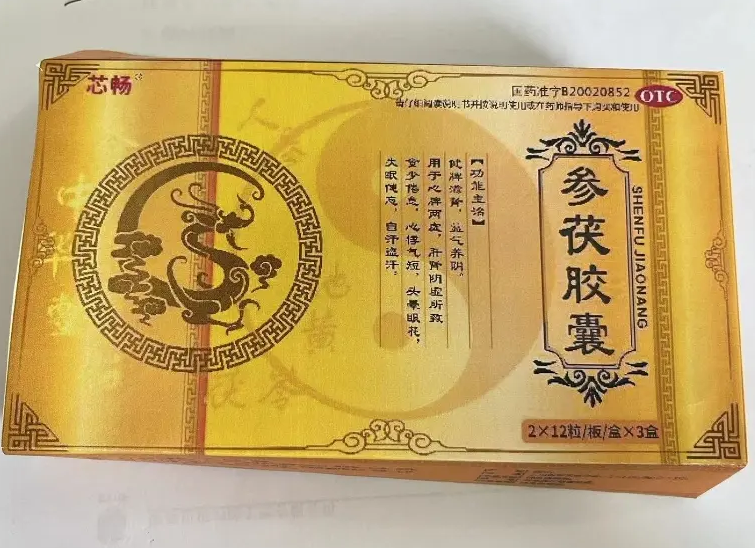 芯畅
国药准字B20020852
OTC
请仔细阅读说明书并按说明使用或在药师指导下购买和使用
参茯胶囊
SHENFU JIAONANG
【功能主治】
健脾滋肾，益气养阴。
用于心脾两虚，肝肾阴虚所致
食少倦怠，心悸气短，头晕眼花，
失眠健忘，自汗盗汗。
2×12粒/板/盒×3盒